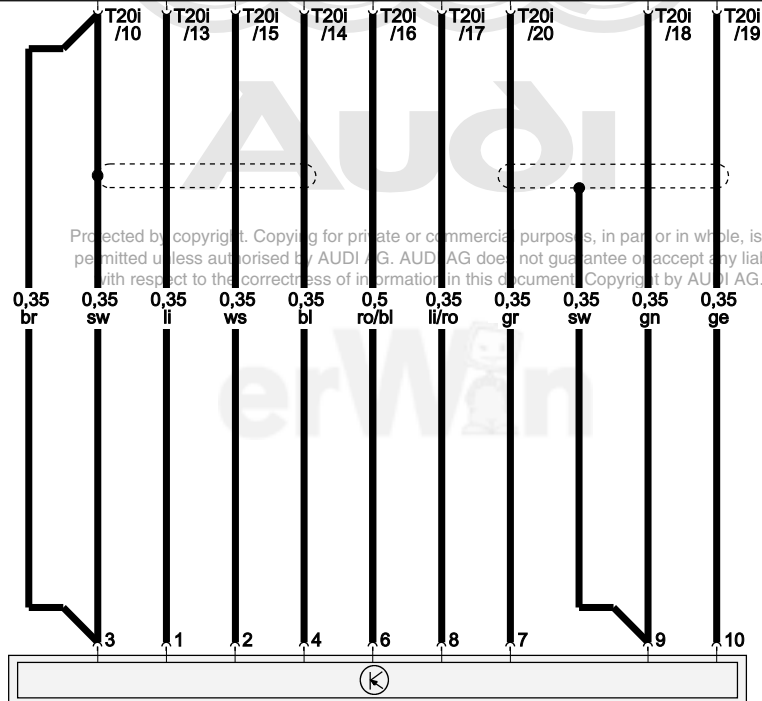 T20i /10 T20i /13 T20i /15 T20i /14 T20i /16 T20i /17 T20i /20 T20i /18 T20i /19
Audi
Protected by copyright. Copying for private or commercial purposes, in part or in whole, is
permitted unless authorised by AUDI AG. AUDI AG does not guarantee or accept any liab
with respect to the correctness of information in this document. Copyright by AUDI AG.
0,35 0,35 0,35 0,35 0,35 0,5 0,35 0,35 0,35 0,35 0,35
br sw li ws bl ro/bl li/ro gr sw gn ge
erWin
3 1 2 4 6 8 7 9 10